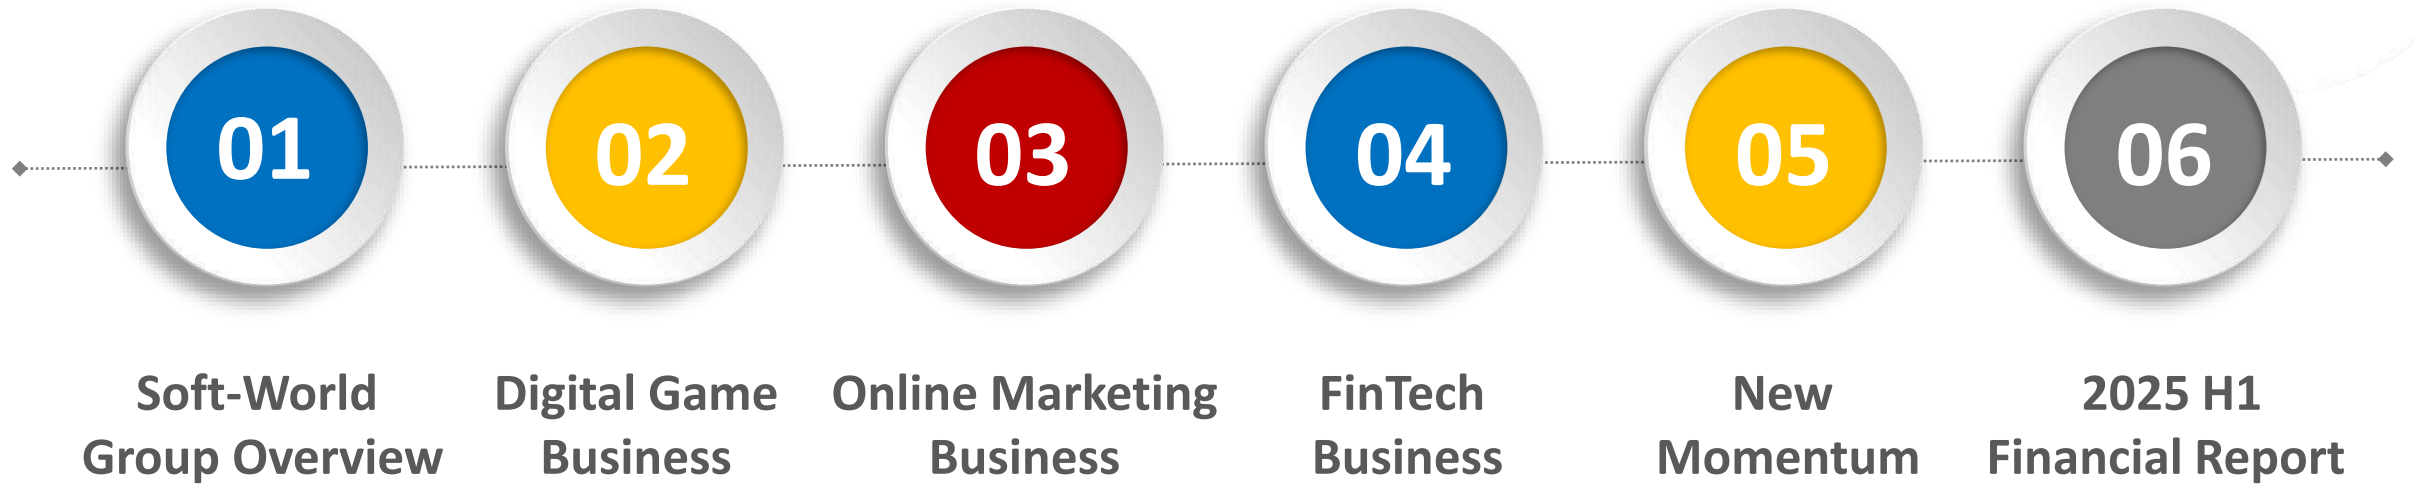 01
02
03
04
05
06
Soft-World
Group Overview
Digital Game
Business
Online Marketing
Business
FinTech
Business
New
Momentum
2025 H1
Financial Report